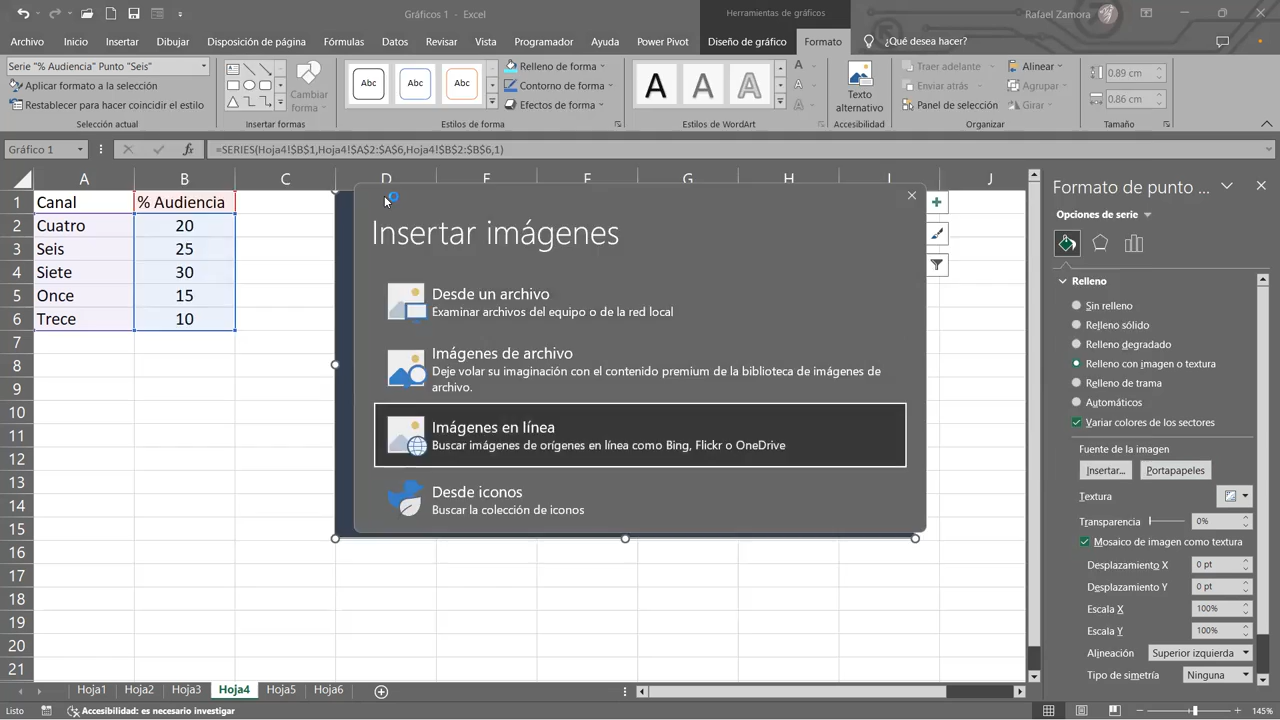 Gráficos 1 - Excel
Herramientas de gráficos
Rafael Zamora
Archivo
Inicio
Insertar
Dibujar
Disposición de página
Fórmulas
Datos
Revisar
Vista
Programador
Ayuda
Power Pivot
Diseño de gráfico
Formato
¿Qué desea hacer?
Serie "% Audiencia" Punto "Seis"
Aplicar formato a la selección
Restablecer para hacer coincidir el estilo
Selección actual
Cambiar
forma
Insertar formas
Abc
Abc
Abc
Relleno de forma
Contorno de forma
Efectos de forma
Estilos de forma
A
A
A
Estilos de WordArt
Texto
alternativo
Accesibilidad
Traer adelante
Enviar atrás
Panel de selección
Alinear
Agrupar
Girar
Organizar
0.89 cm
0.86 cm
Tamaño
Gráfico 1
fx
=SERIES(Hoja4!$B$1,Hoja4!$A$2:$A$6,Hoja4!$B$2:$B$6,1)
A B C D E F G H I J
1 Canal % Audiencia
2 Cuatro 20
3 Seis 25
4 Siete 30
5 Once 15
6 Trece 10
7
8
9
10
11
12
13
14
15
16
17
18
19
20
21
Insertar imágenes
Desde un archivo
Examinar archivos del equipo o de la red local
Imágenes de archivo
Deje volar su imaginación con el contenido premium de la biblioteca de imágenes de
archivo.
Imágenes en línea
Buscar imágenes de orígenes en línea como Bing, Flickr o OneDrive
Desde iconos
Buscar la colección de iconos
Formato de punto ...
Opciones de serie
Relleno
Sin relleno
Relleno sólido
Relleno degradado
Relleno con imagen o textura
Relleno de trama
Automáticos
Variar colores de los sectores
Fuente de la imagen
Insertar...
Portapapeles
Textura
Transparencia 0%
Mosaico de imagen como textura
Desplazamiento X 0 pt
Desplazamiento Y 0 pt
Escala X 100%
Escala Y 100%
Alineación Superior izquierda
Tipo de simetría Ninguna
Hoja1 Hoja2 Hoja3 Hoja4 Hoja5 Hoja6
Listo
Accesibilidad: es necesario investigar
145%